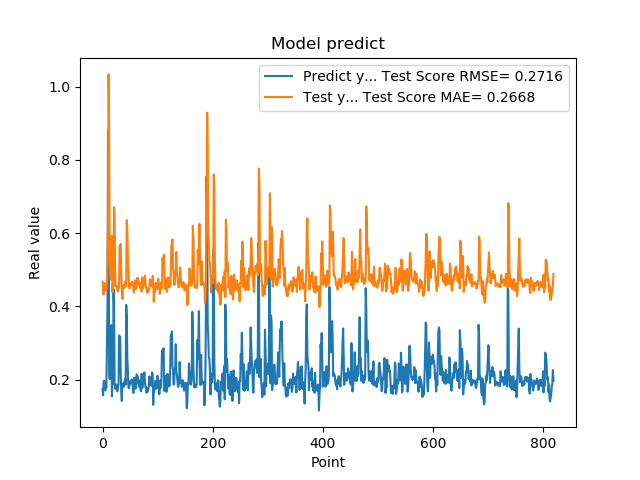 Model predict
Predict y... Test Score RMSE= 0.2716
Test y... Test Score MAE= 0.2668
Real value
1.0
0.8
0.6
0.4
0.2
0
200
400
600
800
Point